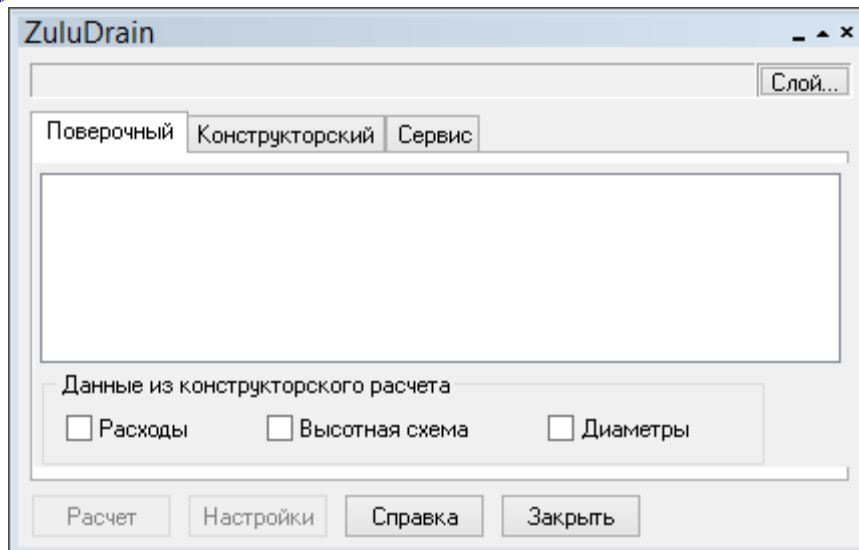 ZuluDrain
Слой...
Поверочный Конструкторский Сервис
Данные из конструкторского расчета
Расходы Высотная схема Диаметры
Расчет Настройки Справка Закрыть